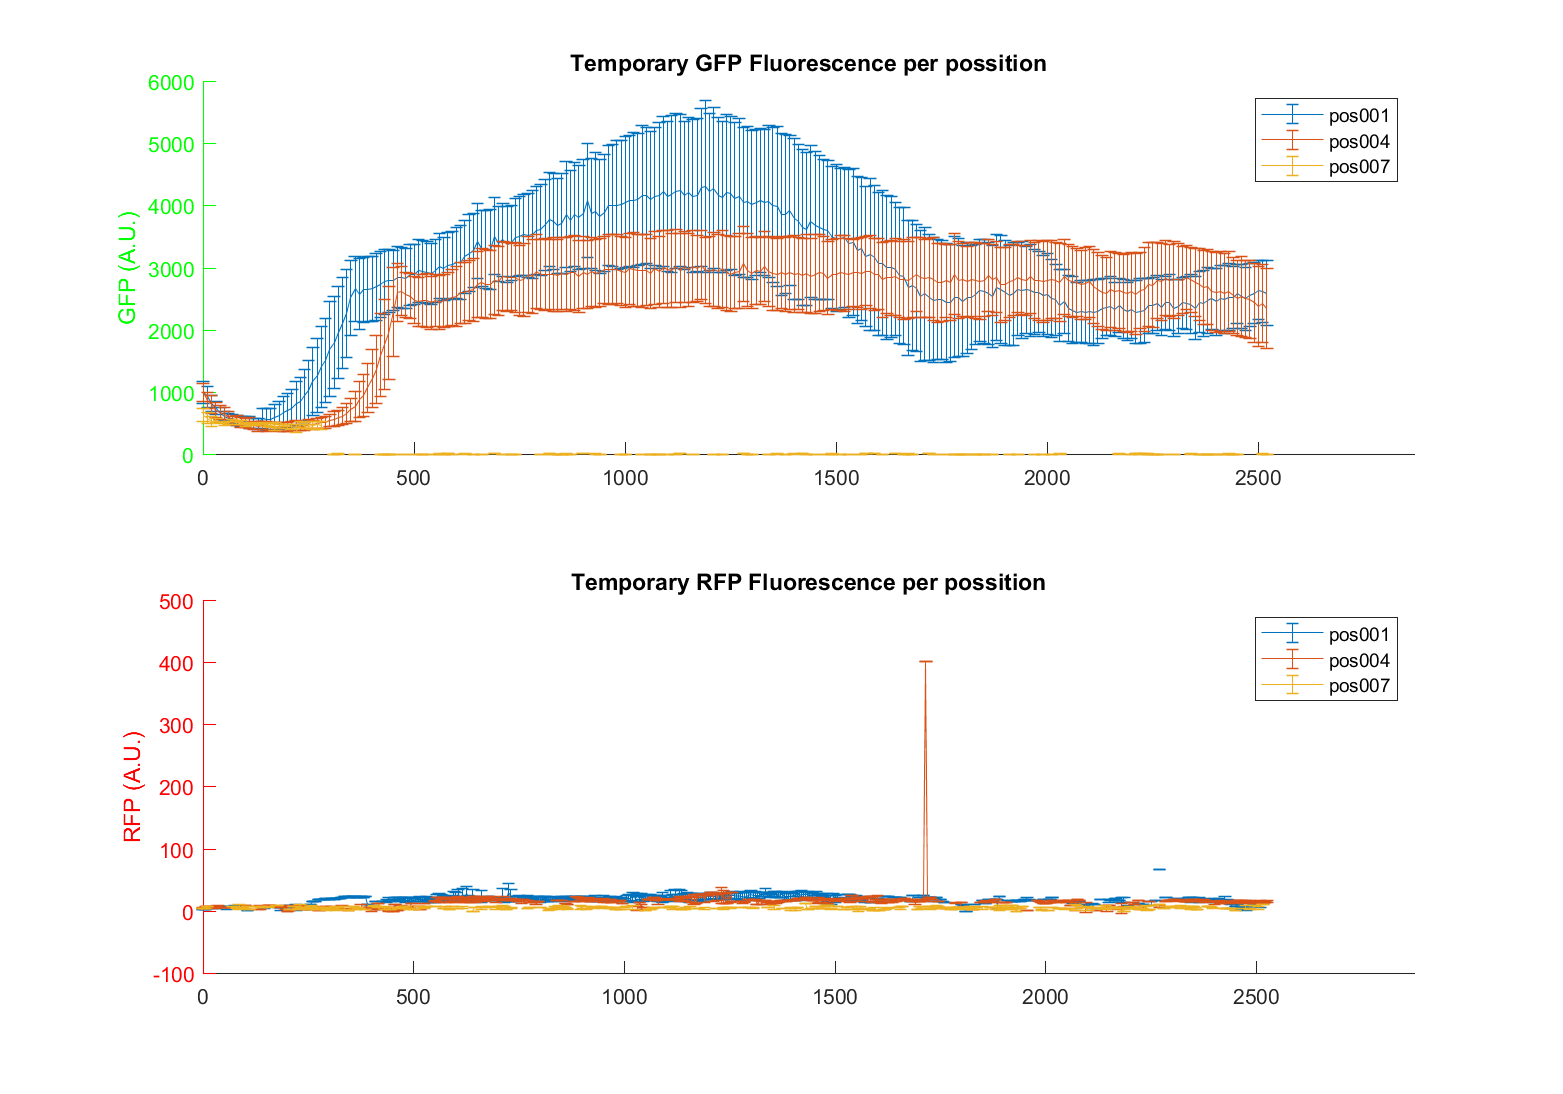 Temporary GFP Fluorescence per possition
6000
5000
4000
3000
2000
1000
0
GFP (A.U.)
0 500 1000 1500 2000 2500
pos001
pos004
pos007
Temporary RFP Fluorescence per possition
500
400
300
200
100
0
-100
RFP (A.U.)
0 500 1000 1500 2000 2500
pos001
pos004
pos007